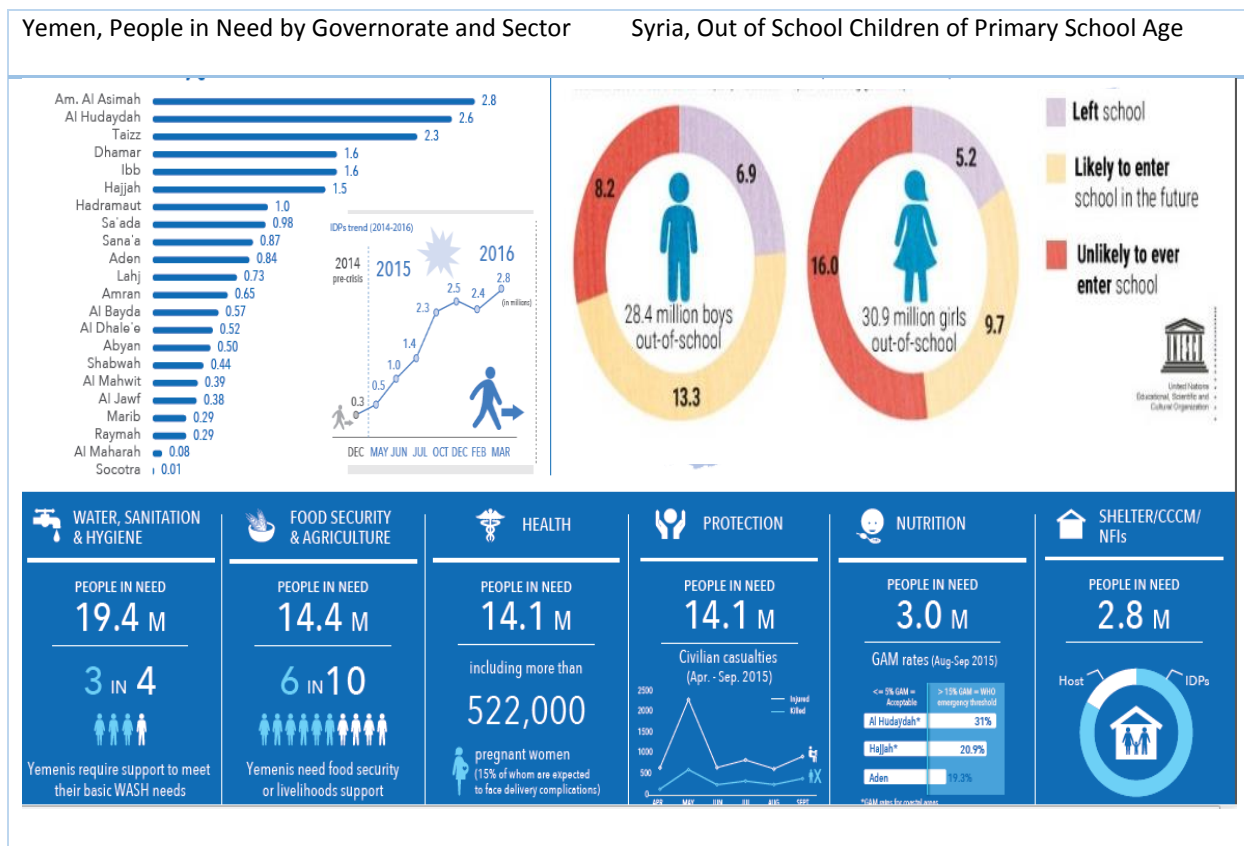 Yemen, People in Need by Governorate and Sector
Syria, Out of School Children of Primary School Age
Am. Al Asimah 2.8
Al Hudaydah 2.6
Taizz 2.3
Dhamar 1.6
Ibb 1.6
Hajjah 1.5
Hadramaut 1.0
Sa'ada 0.98
Sana'a 0.87
Aden 0.84
Lahj 0.73
Amran 0.65
Al Bayda 0.57
Al Dhale'e 0.52
Abyan 0.50
Shabwah 0.44
Al Mahwit 0.39
Al Jawf 0.38
Marib 0.29
Raymah 0.29
Al Maharah 0.08
Socotra 0.01
IDPs trend (2014-2016)
2014
pre-crisis
2015
2016
0.3
0.5
1.0
1.4
2.3
2.5
2.4
2.8
(in millions)
DEC MAY JUN JUL OCT DEC FEB MAR
8.2
6.9
13.3
28.4 million boys
out-of-school
16.0
5.2
9.7
30.9 million girls
out-of-school
Left school
Likely to enter
school in the future
Unlikely to ever
enter school
United Nations
Educational, Scientific and
Cultural Organization
WATER, SANITATION
& HYGIENE
PEOPLE IN NEED
19.4 M
3 IN 4
Yemenis require support to meet
their basic WASH needs
FOOD SECURITY
& AGRICULTURE
PEOPLE IN NEED
14.4 M
6 IN 10
Yemenis need food security
or livelihoods support
HEALTH
PEOPLE IN NEED
14.1 M
including more than
522,000
pregnant women
(15% of whom are expected
to face delivery complications)
PROTECTION
PEOPLE IN NEED
14.1 M
Civilian casualties
(Apr. - Sep. 2015)
2500
2000
1500
1000
500
0
Injured
Killed
APR MAY JUN JUL AUG SEPT
NUTRITION
PEOPLE IN NEED
3.0 M
GAM rates (Aug-Sep 2015)
<= 5% GAM =
Acceptable
> 15% GAM = WHO
emergency threshold
Al Hudaydah* 31%
Hajjah* 20.9%
Aden 19.3%
*GAM rates for coastal areas
SHELTER/CCCM/
NFIs
PEOPLE IN NEED
2.8 M
Host
IDPs